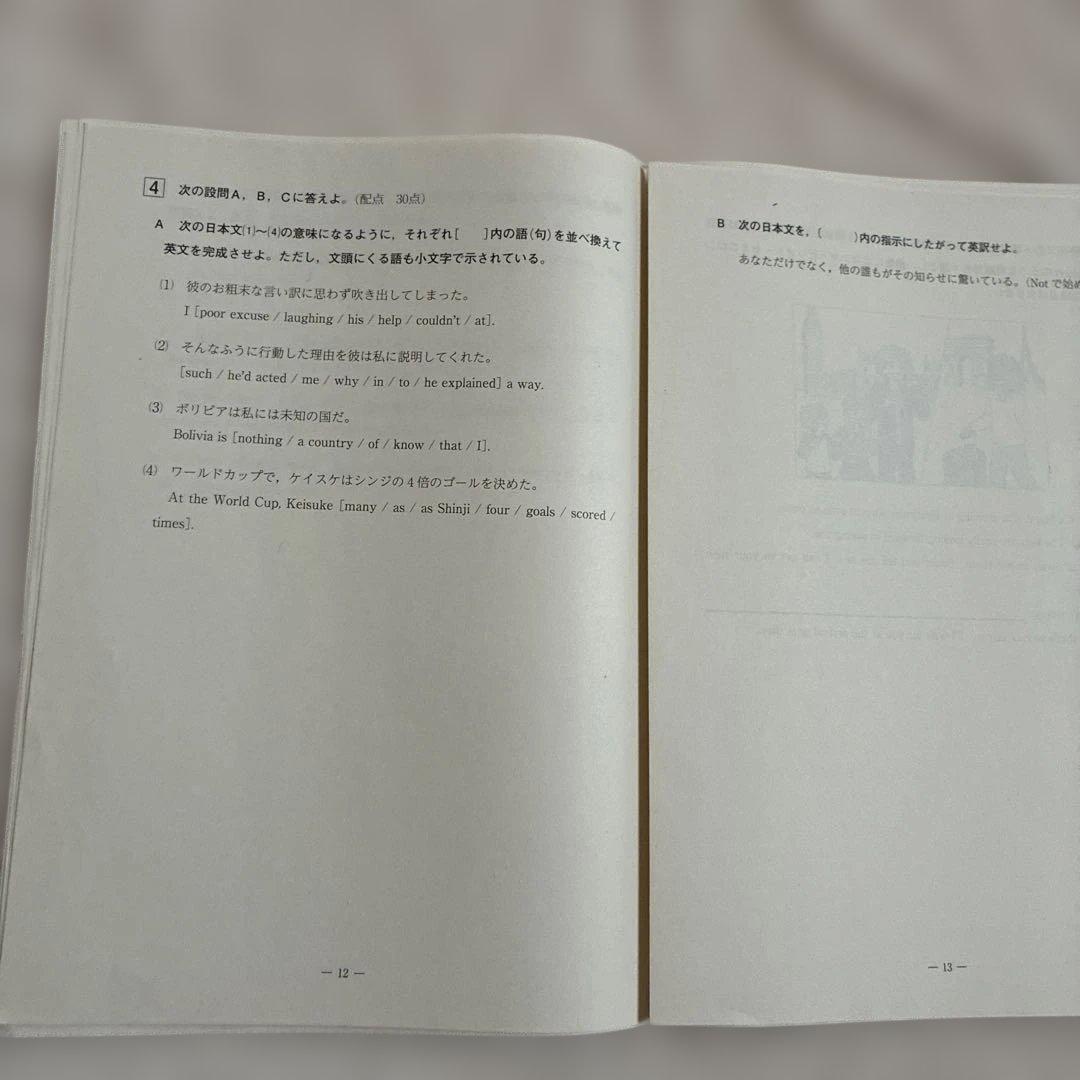 4 次の設問A，B，Cに答えよ。(配点 30点)
A 次の日本文(1)～(4)の意味になるように，それぞれ[ ]内の語(句)を並べ換えて
英文を完成させよ。ただし，文頭にくる語も小文字で示されている。
(1) 彼のお粗末な言い訳に思わず吹き出してしまった。
I [poor excuse / laughing / his / help / couldn't / at].
(2) そんなふうに行動した理由を彼は私に説明してくれた。
[such / he'd acted / me / why / in / to / he explained] a way.
(3) ボリビアは私には未知の国だ。
Bolivia is [nothing / a country / of / know / that / I].
(4) ワールドカップで，ケイスケはシンジの4倍のゴールを決めた。
At the World Cup, Keisuke [many / as / as Shinji / four / goals / scored /
times].
― 12 ―
B 次の日本文を，( )内の指示にしたがって英訳せよ。
あなただけでなく，他の誰もがその知らせに驚いている。(Not で始め
― 13 ―